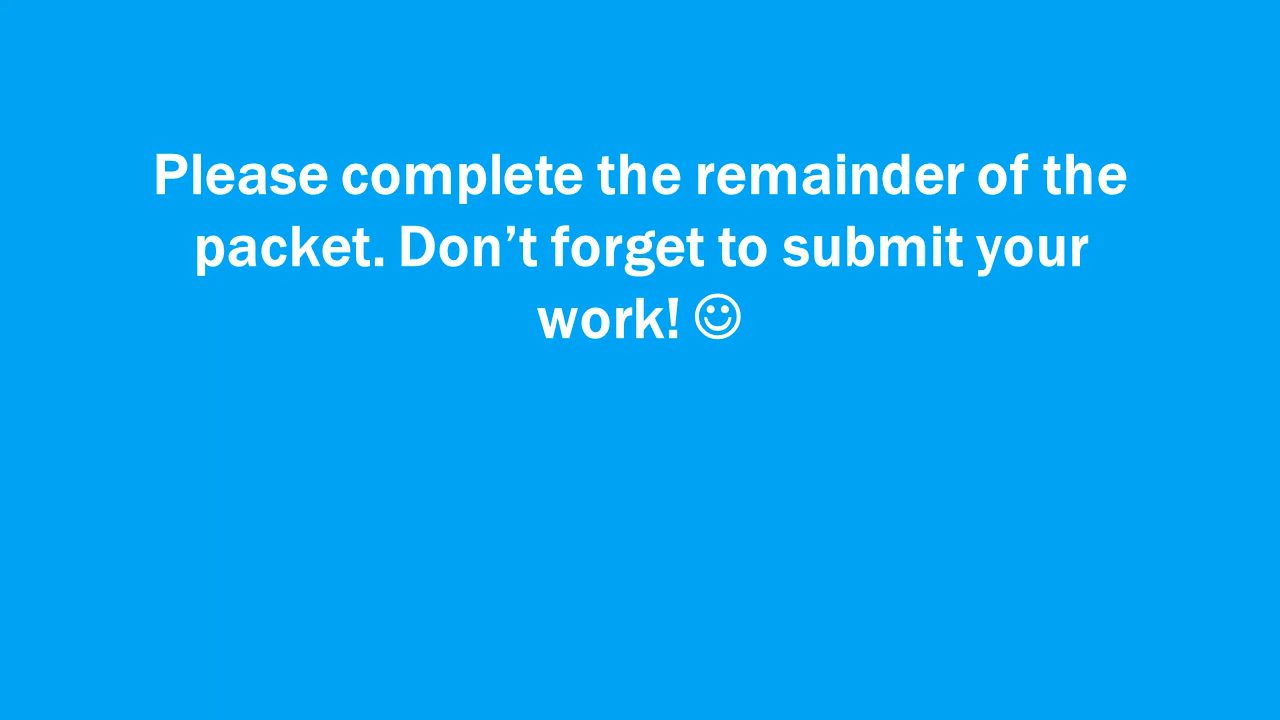 Please complete the remainder of the
packet. Don’t forget to submit your
work! ☺